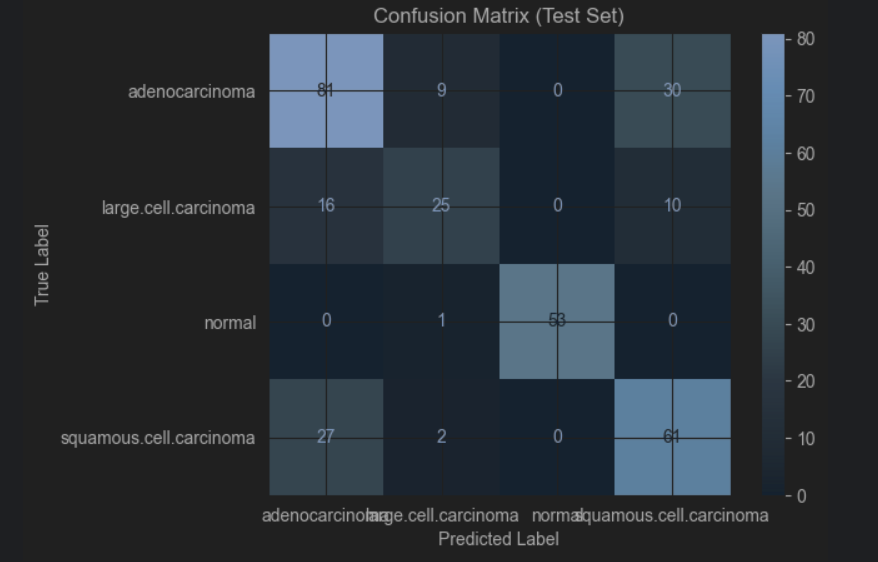 Confusion Matrix (Test Set)
80
adenocarcinoma 81 9 0 30
70
60
large.cell.carcinoma 16 25 0 10
50
True Label
40
normal 0 1 53 0
30
20
squamous.cell.carcinoma 27 2 0 61
10
0
adenocarcinoma large.cell.carcinoma normal squamous.cell.carcinoma
Predicted Label